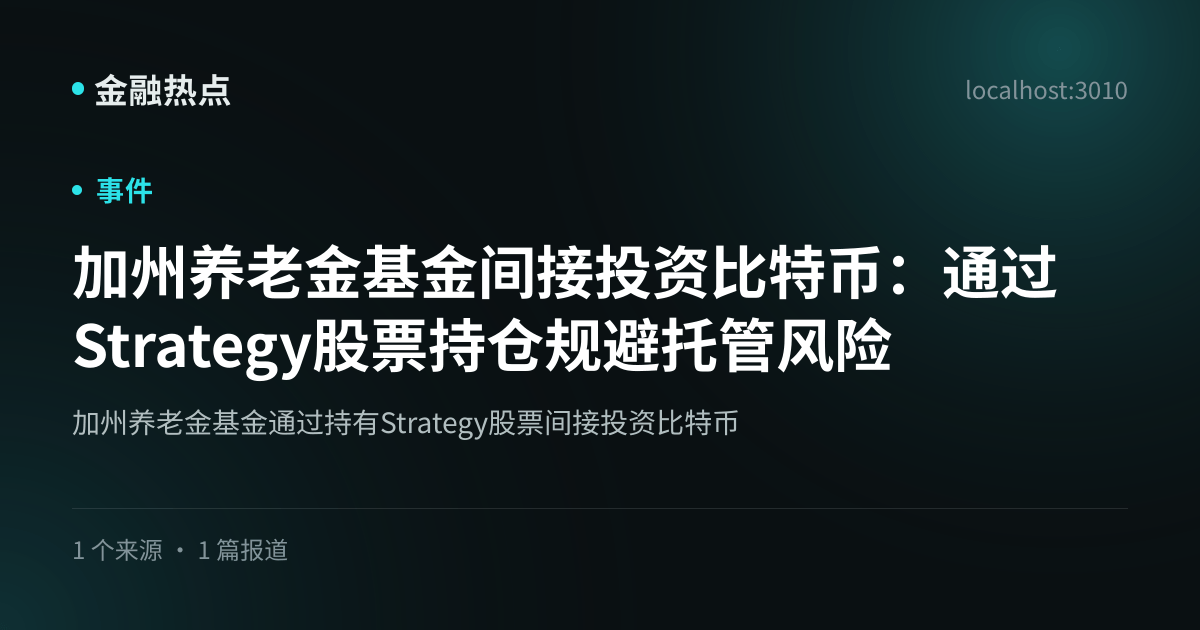 金融热点
localhost:3010
事件
加州养老金基金间接投资比特币：通过
Strategy股票持仓规避托管风险
加州养老金基金通过持有Strategy股票间接投资比特币
1 个来源 · 1 篇报道